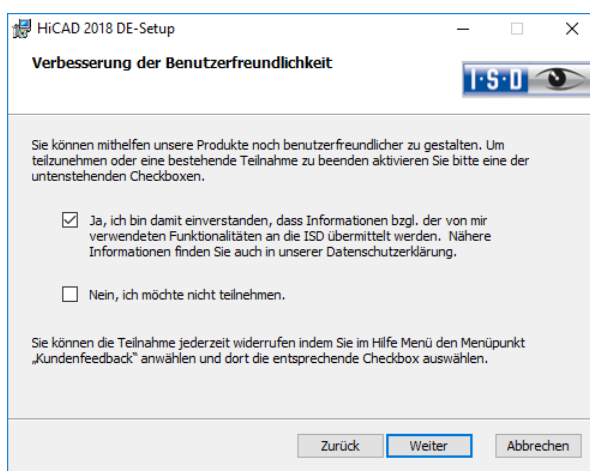 HiCAD 2018 DE-Setup
Verbesserung der Benutzerfreundlichkeit
I·S·D
Sie können mithelfen unsere Produkte noch benutzerfreundlicher zu gestalten. Um
teilzunehmen oder eine bestehende Teilnahme zu beenden aktivieren Sie bitte eine der
untenstehenden Checkboxen.
Ja, ich bin damit einverstanden, dass Informationen bzgl. der von mir
verwendeten Funktionalitäten an die ISD übermittelt werden. Nähere
Informationen finden Sie auch in unserer Datenschutzerklärung.
Nein, ich möchte nicht teilnehmen.
Sie können die Teilnahme jederzeit widerrufen indem Sie im Hilfe Menü den Menüpunkt
„Kundenfeedback“ anwählen und dort die entsprechende Checkbox auswählen.
Zurück Weiter Abbrechen